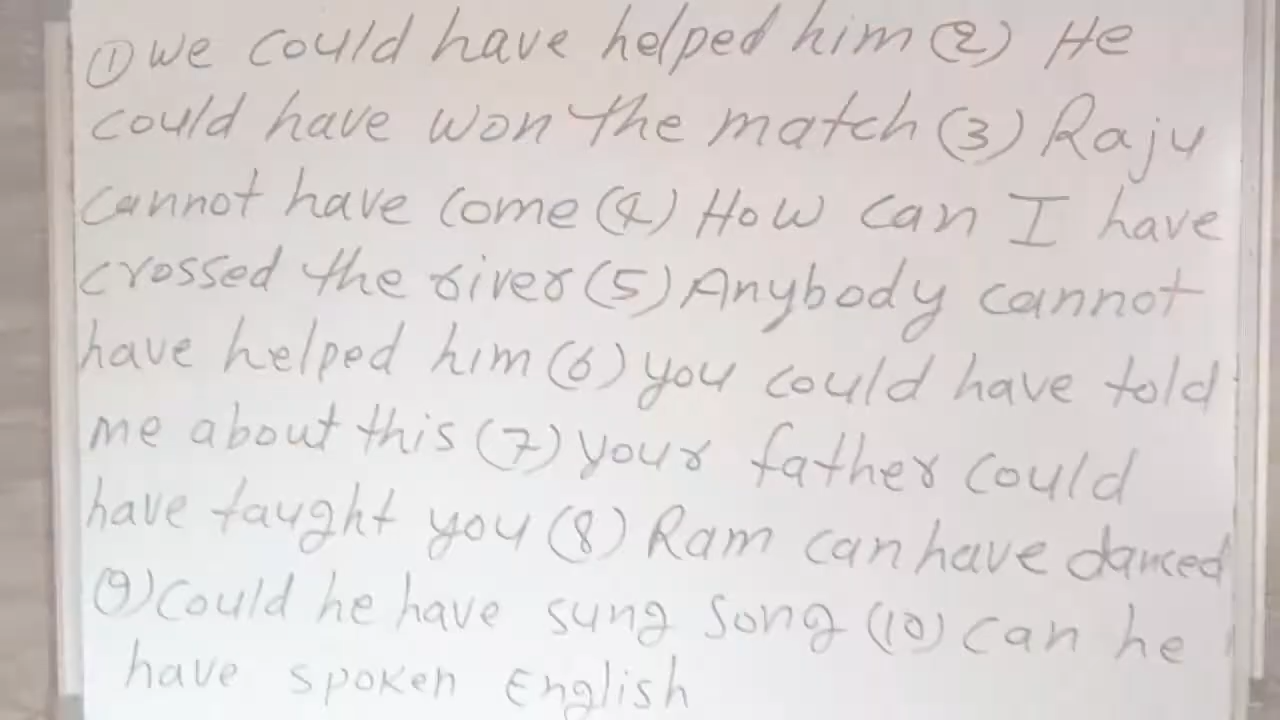 ① We could have helped him (2) He
could have won the match (3) Raju
cannot have come (4) How can I have
crossed the river (5) Anybody cannot
have helped him (6) you could have told
me about this (7) your father could
have taught you (8) Ram can have danced
(9) Could he have sung song (10) can he
have spoken English